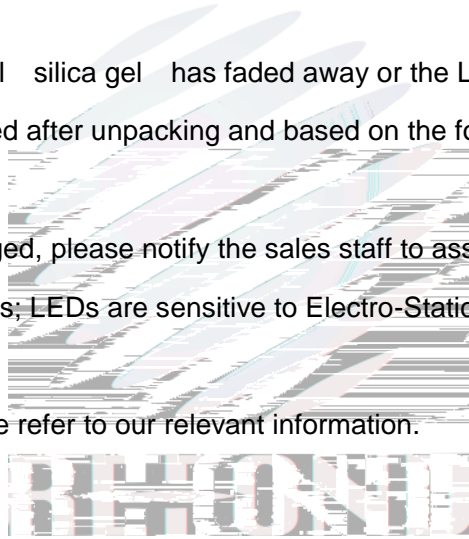 l silica gel has faded away or the L
ed after unpacking and based on the fo
ged, please notify the sales staff to ass
s; LEDs are sensitive to Electro-Static
e refer to our relevant information.